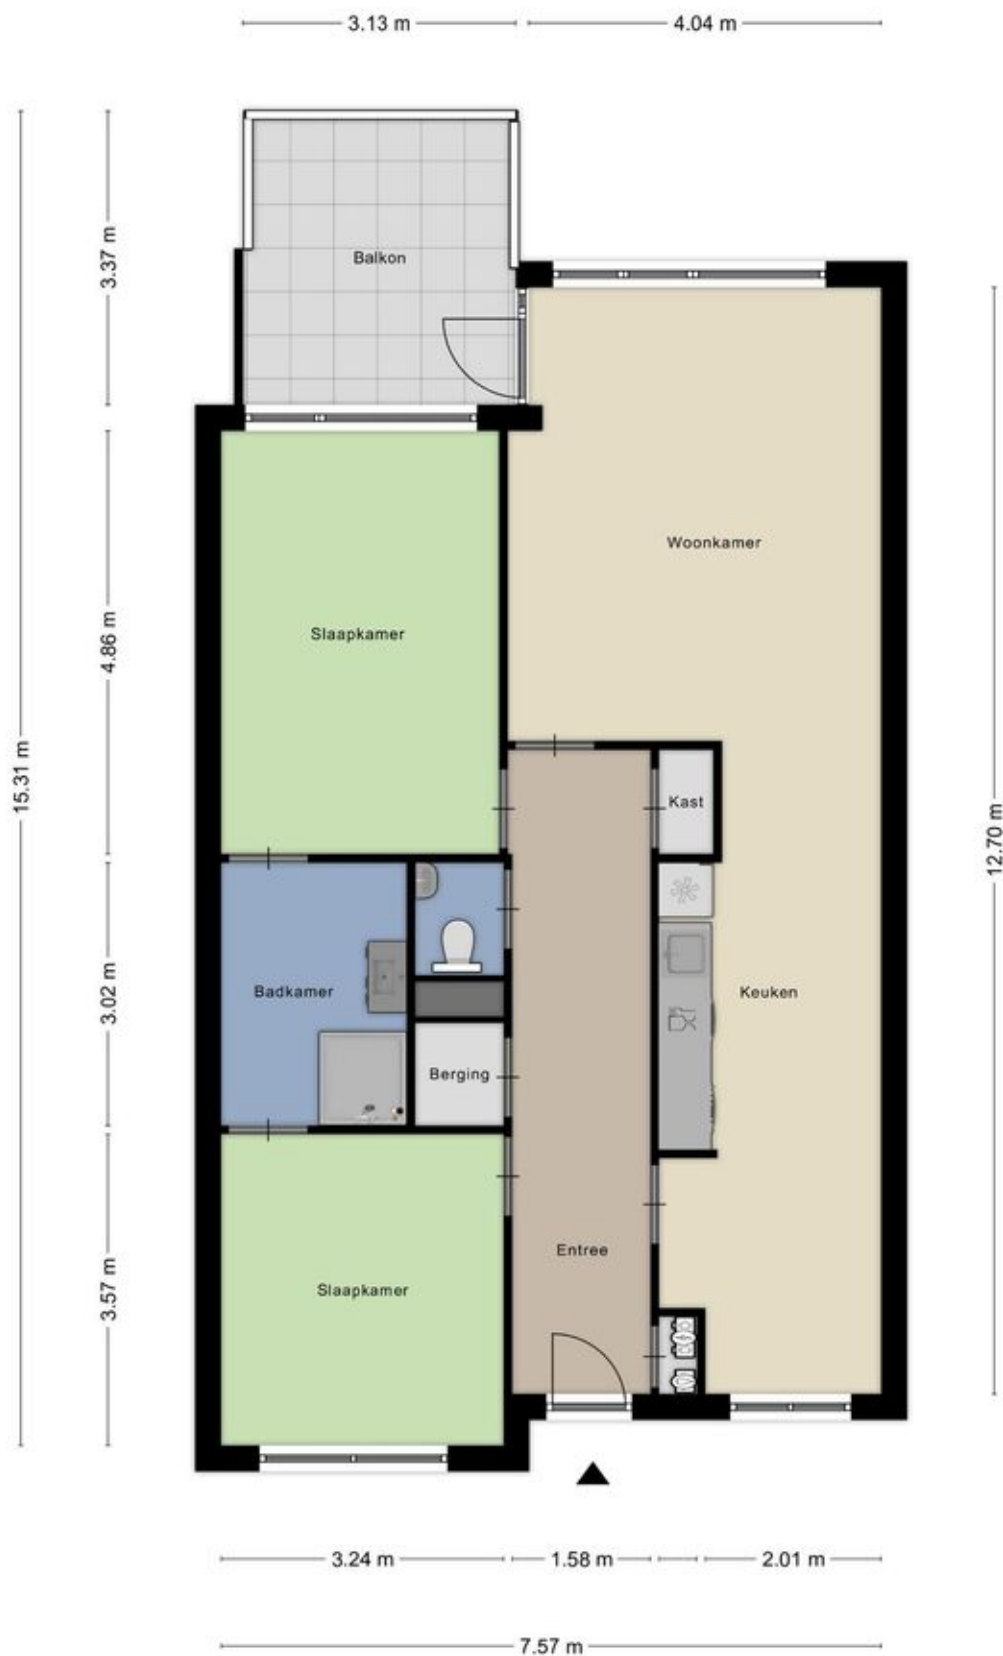 3.13 m
4.04 m
3.37 m
Balkon
Woonkamer
4.86 m
Slaapkamer
15.31 m
12.70 m
Kast
3.02 m
Badkamer
Keuken
Berging
Entree
3.57 m
Slaapkamer
3.24 m
1.58 m
2.01 m
7.57 m